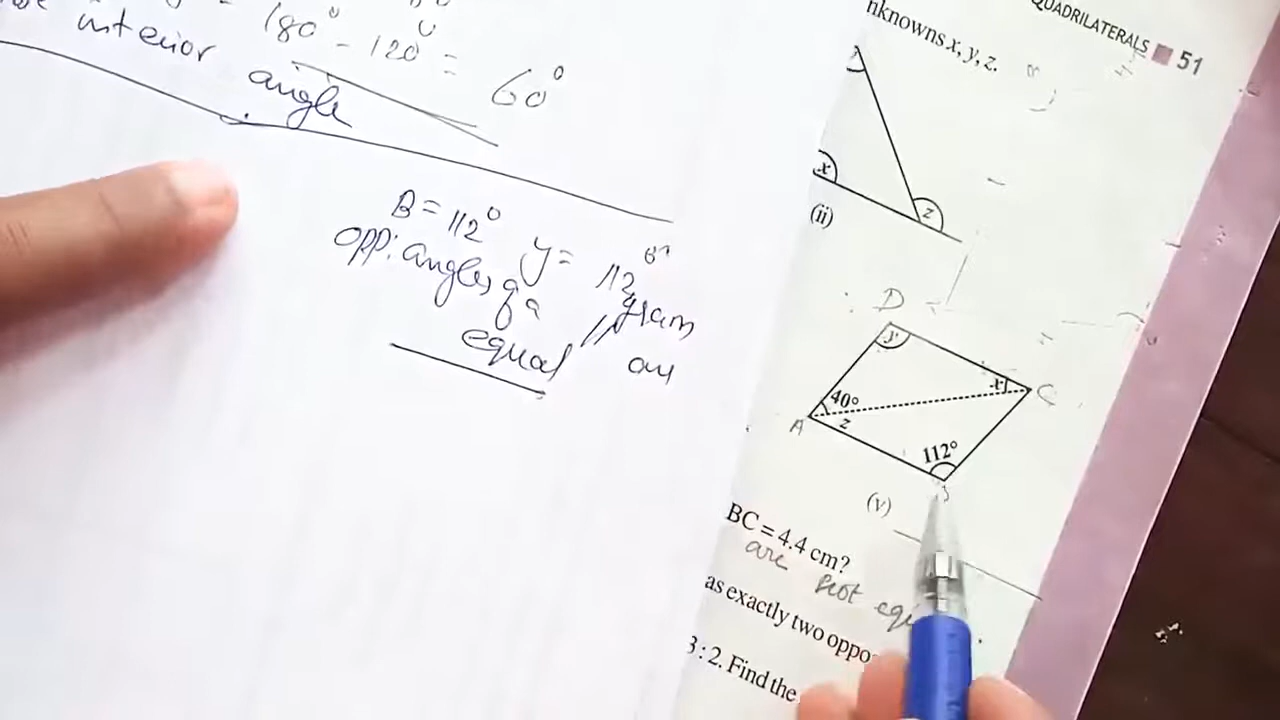 180° - 120° = 60°
interior
angle
B = 112° y = 112
opp: angles of a //gram
equal
QUADRILATERALS 51
nknowns x, y, z.
x
z
(ii)
D
y
x
C
40°
A
z
112°
(v)
BC = 4.4 cm?
are not equ
as exactly two oppo
3 : 2. Find the